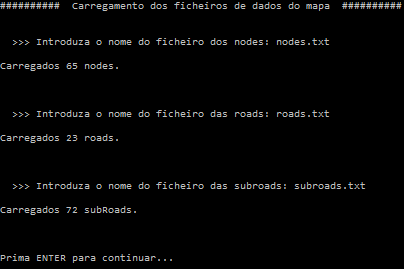 ##########  Carregamento dos ficheiros de dados do mapa  ##########
>>> Introduza o nome do ficheiro dos nodes: nodes.txt
Carregados 65 nodes.
>>> Introduza o nome do ficheiro das roads: roads.txt
Carregados 23 roads.
>>> Introduza o nome do ficheiro das subroads: subroads.txt
Carregados 72 subRoads.
Prima ENTER para continuar...